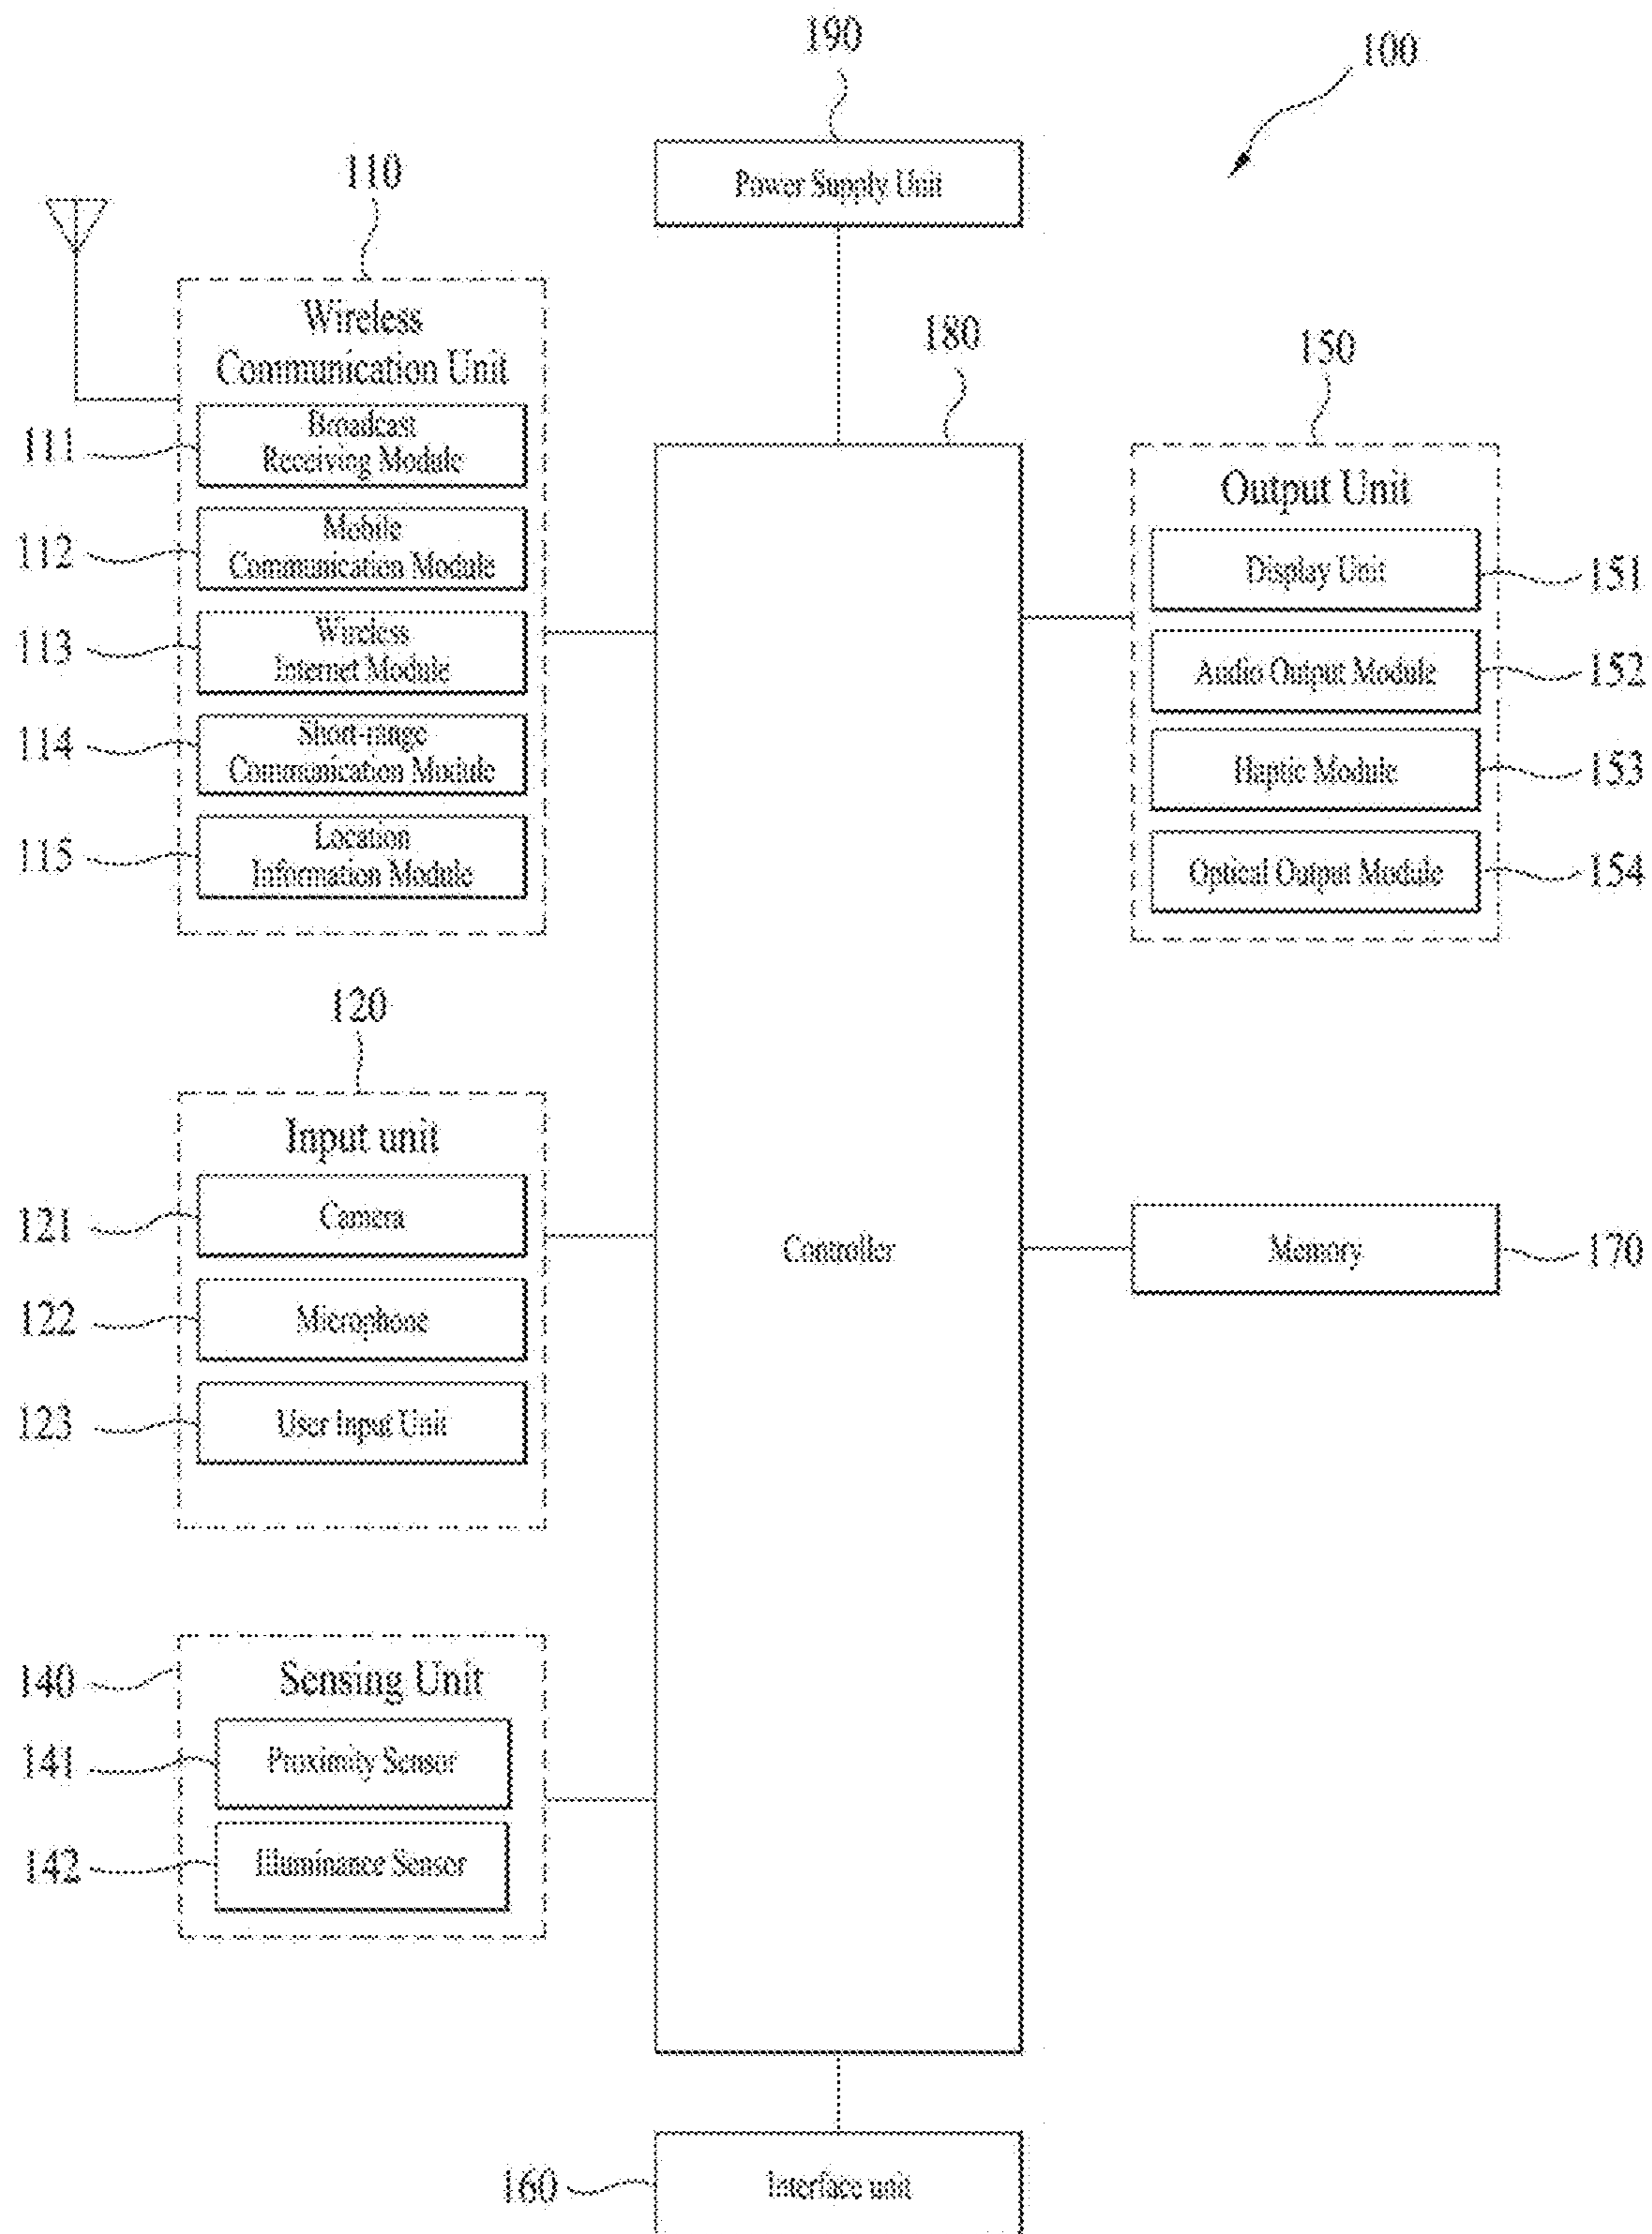 190
100
110
Power Supply Unit
Wireless
Communication Unit
180
150
111
Broadcast
Receiving Module
Output Unit
112
Mobile
Communication Module
Display Unit
151
113
Wireless
Internet Module
Audio Output Module
152
114
Short-range
Communication Module
Haptic Module
153
115
Location
Information Module
Optical Output Module
154
120
Input unit
121
Camera
Controller
Memory
170
122
Microphone
123
User Input Unit
140
Sensing Unit
141
Proximity Sensor
142
Illuminance Sensor
160
Interface unit